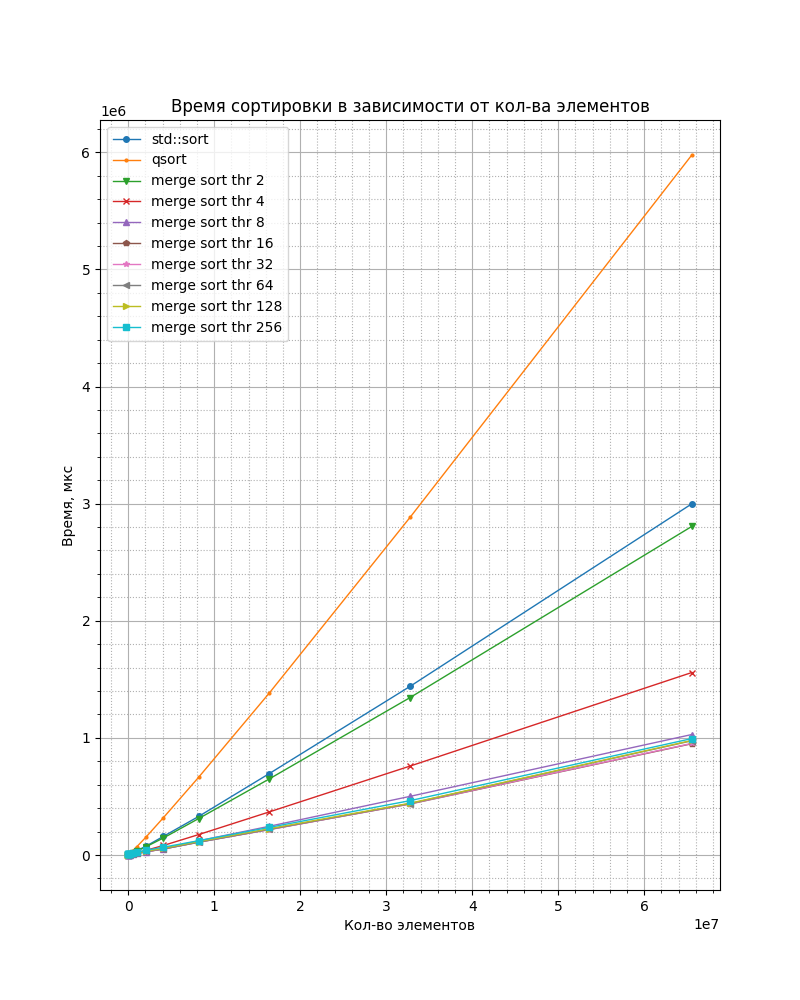 Время сортировки в зависимости от кол-ва элементов
1e6
std::sort
qsort
merge sort thr 2
merge sort thr 4
merge sort thr 8
merge sort thr 16
merge sort thr 32
merge sort thr 64
merge sort thr 128
merge sort thr 256
6
5
4
3
2
1
0
Время, мкс
0 1 2 3 4 5 6
Кол-во элементов
1e7